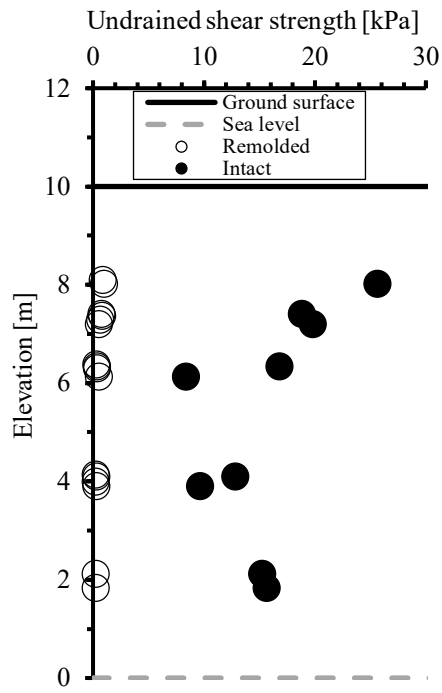 Undrained shear strength [kPa]
0 10 20 30
12
Ground surface
Sea level
Remolded
Intact
10
8
6
4
2
0
Elevation [m]